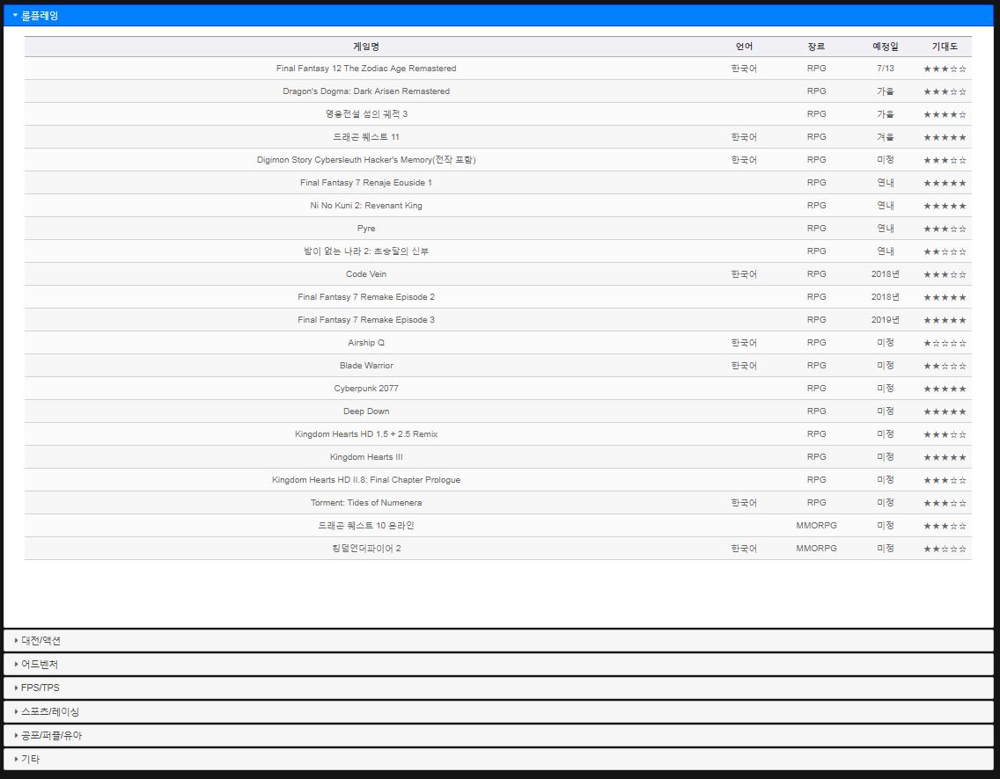 롤플레잉
게임명 언어 장르 예정일 기대도
Final Fantasy 12 The Zodiac Age Remastered 한국어 RPG 7/13 ★★★☆☆
Dragon's Dogma: Dark Arisen Remastered RPG 가을 ★★★☆☆
영웅전설 섬의 궤적 3 RPG 가을 ★★★★☆
드래곤 퀘스트 11 한국어 RPG 겨울 ★★★★★
Digimon Story Cybersleuth Hacker's Memory(전작 포함) 한국어 RPG 미정 ★★★☆☆
Final Fantasy 7 Renaje Eouside 1 RPG 연내 ★★★★★
Ni No Kuni 2: Revenant King RPG 연내 ★★★★★
Pyre RPG 연내 ★★★☆☆
밤이 없는 나라 2: 초승달의 신부 RPG 연내 ★★☆☆☆
Code Vein 한국어 RPG 2018년 ★★★☆☆
Final Fantasy 7 Remake Episode 2 RPG 2018년 ★★★★★
Final Fantasy 7 Remake Episode 3 RPG 2019년 ★★★★★
Airship Q 한국어 RPG 미정 ★☆☆☆☆
Blade Warrior 한국어 RPG 미정 ★★☆☆☆
Cyberpunk 2077 RPG 미정 ★★★★★
Deep Down RPG 미정 ★★★★★
Kingdom Hearts HD 1.5 + 2.5 Remix RPG 미정 ★★★☆☆
Kingdom Hearts III RPG 미정 ★★★★★
Kingdom Hearts HD II.8: Final Chapter Prologue RPG 미정 ★★★☆☆
Torment: Tides of Numenera 한국어 RPG 미정 ★★★☆☆
드래곤 퀘스트 10 온라인 MMORPG 미정 ★★★☆☆
킹덤언더파이어 2 한국어 MMORPG 미정 ★★☆☆☆
대전/액션
어드벤처
FPS/TPS
스포츠/레이싱
공포/퍼플/유아
기타